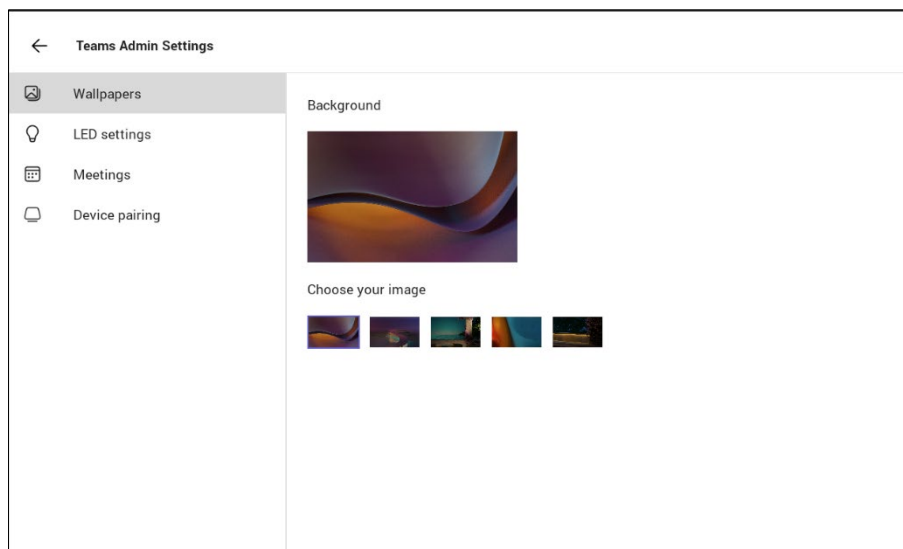 Teams Admin Settings
Wallpapers
LED settings
Meetings
Device pairing
Background
Choose your image